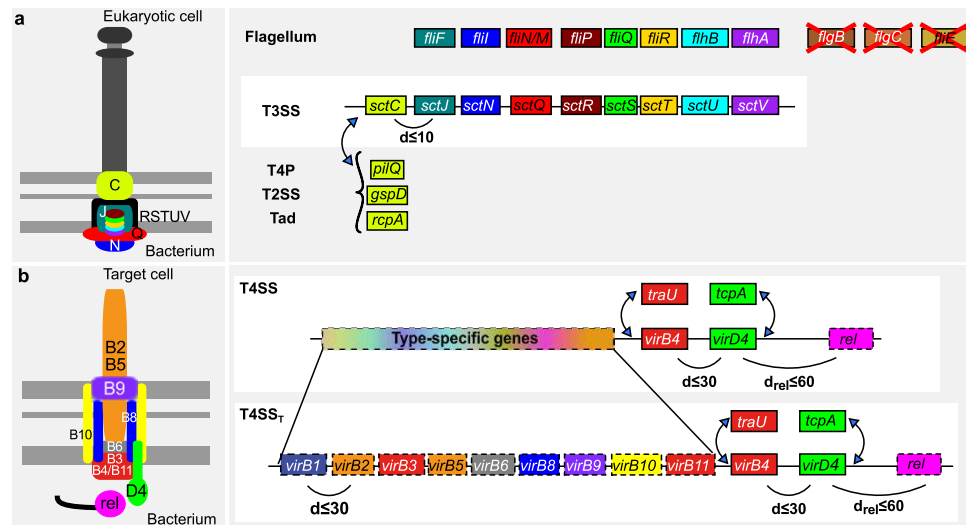 a
Eukaryotic cell
C
J
RSTUV
Q
N
Bacterium
Flagellum
fliF fliI fliN/M fliP fliQ fliR flhB flhA flgB flgC fliE
T3SS
sctC sctJ sctN sctQ sctR sctS sctT sctU sctV
d≤10
T4P pilQ
T2SS gspD
Tad rcpA
b
Target cell
B2
B5
B9
B8
B10
B6
B3
B4/B11
D4
rel
Bacterium
T4SS
traU tcpA
Type-specific genes virB4 virD4 rel
d≤30 drel≤60
T4SST
traU tcpA
virB1 virB2 virB3 virB5 virB6 virB8 virB9 virB10 virB11 virB4 virD4 rel
d≤30 d≤30 drel≤60